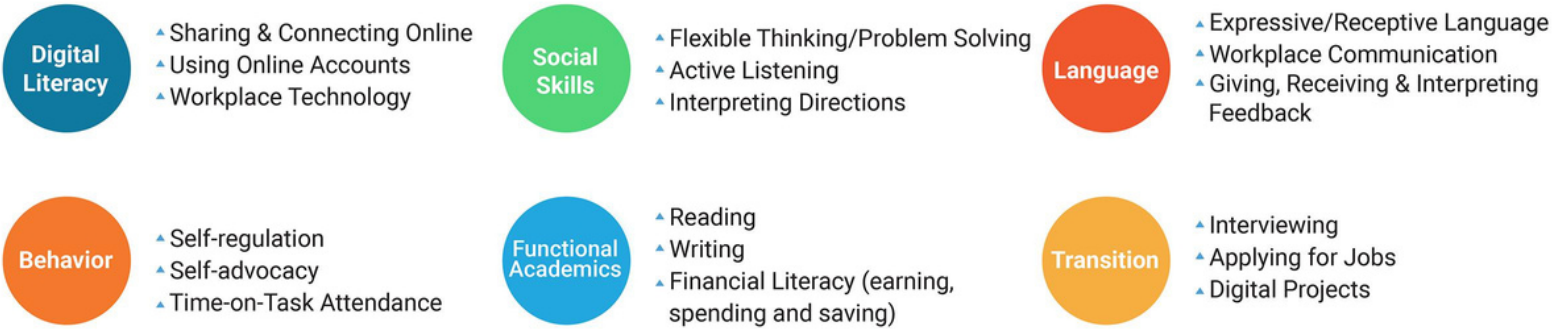 Digital
Literacy
Sharing & Connecting Online
Using Online Accounts
Workplace Technology
Social
Skills
Flexible Thinking/Problem Solving
Active Listening
Interpreting Directions
Language
Expressive/Receptive Language
Workplace Communication
Giving, Receiving & Interpreting
Feedback
Behavior
Self-regulation
Self-advocacy
Time-on-Task Attendance
Functional
Academics
Reading
Writing
Financial Literacy (earning,
spending and saving)
Transition
Interviewing
Applying for Jobs
Digital Projects